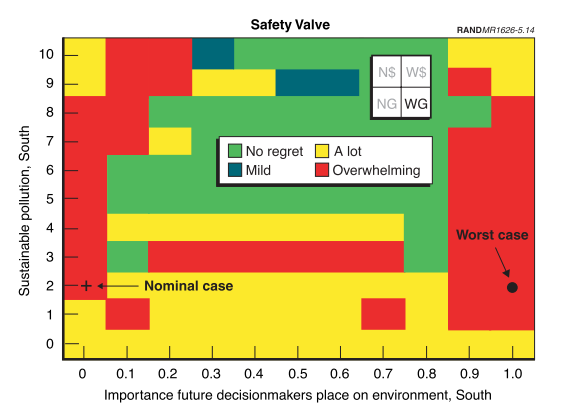 Safety Valve
RANDMR1626-5.14
Sustainable pollution, South
10
9
8
7
6
5
4
3
2
1
0
N$ W$
NG WG
No regret A lot
Mild Overwhelming
Worst case
Nominal case
0 0.1 0.2 0.3 0.4 0.5 0.6 0.7 0.8 0.9 1.0
Importance future decisionmakers place on environment, South